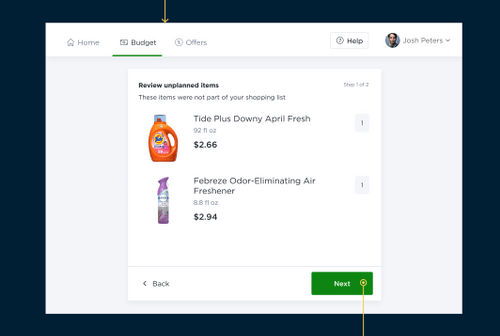 Home
Budget
Offers
Help
Josh Peters
Review unplanned items
Step 1 of 2
These items were not part of your shopping list
Tide Plus Downy April Fresh
1
92 fl oz
$2.66
Febreze Odor-Eliminating Air
Freshener
1
8.8 fl oz
$2.94
Back
Next